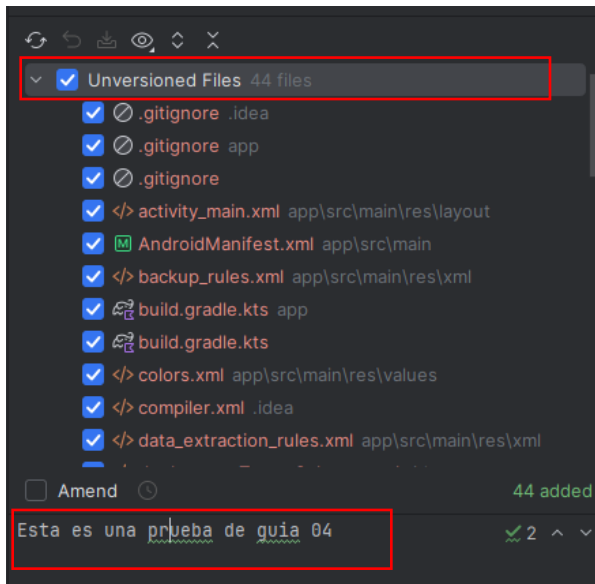 Unversioned Files 44 files
.gitignore .idea
.gitignore app
.gitignore
activity_main.xml app\src\main\res\layout
AndroidManifest.xml app\src\main
backup_rules.xml app\src\main\res\xml
build.gradle.kts app
build.gradle.kts
colors.xml app\src\main\res\values
compiler.xml .idea
data_extraction_rules.xml app\src\main\res\xml
Amend 44 added
Esta es una prueba de guia 04 2